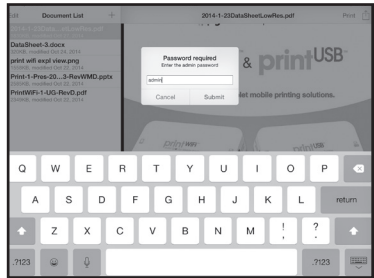 Document List +
2014-1-23DataSheetLowRes.pdf
Print
DataSheet-3.docx
print wifi expl view.png
Print-1-Pres-20...3-RevWMD.pptx
PrintWiFi-1-UG-RevD.pdf
Password required
Enter the admin password
admin
Cancel Submit
& printUSB
let mobile printing solutions.
Q W E R T Y U I O P
A S D F G H J K L return
Z X C V B N M ! , ? .
.?123 .?123